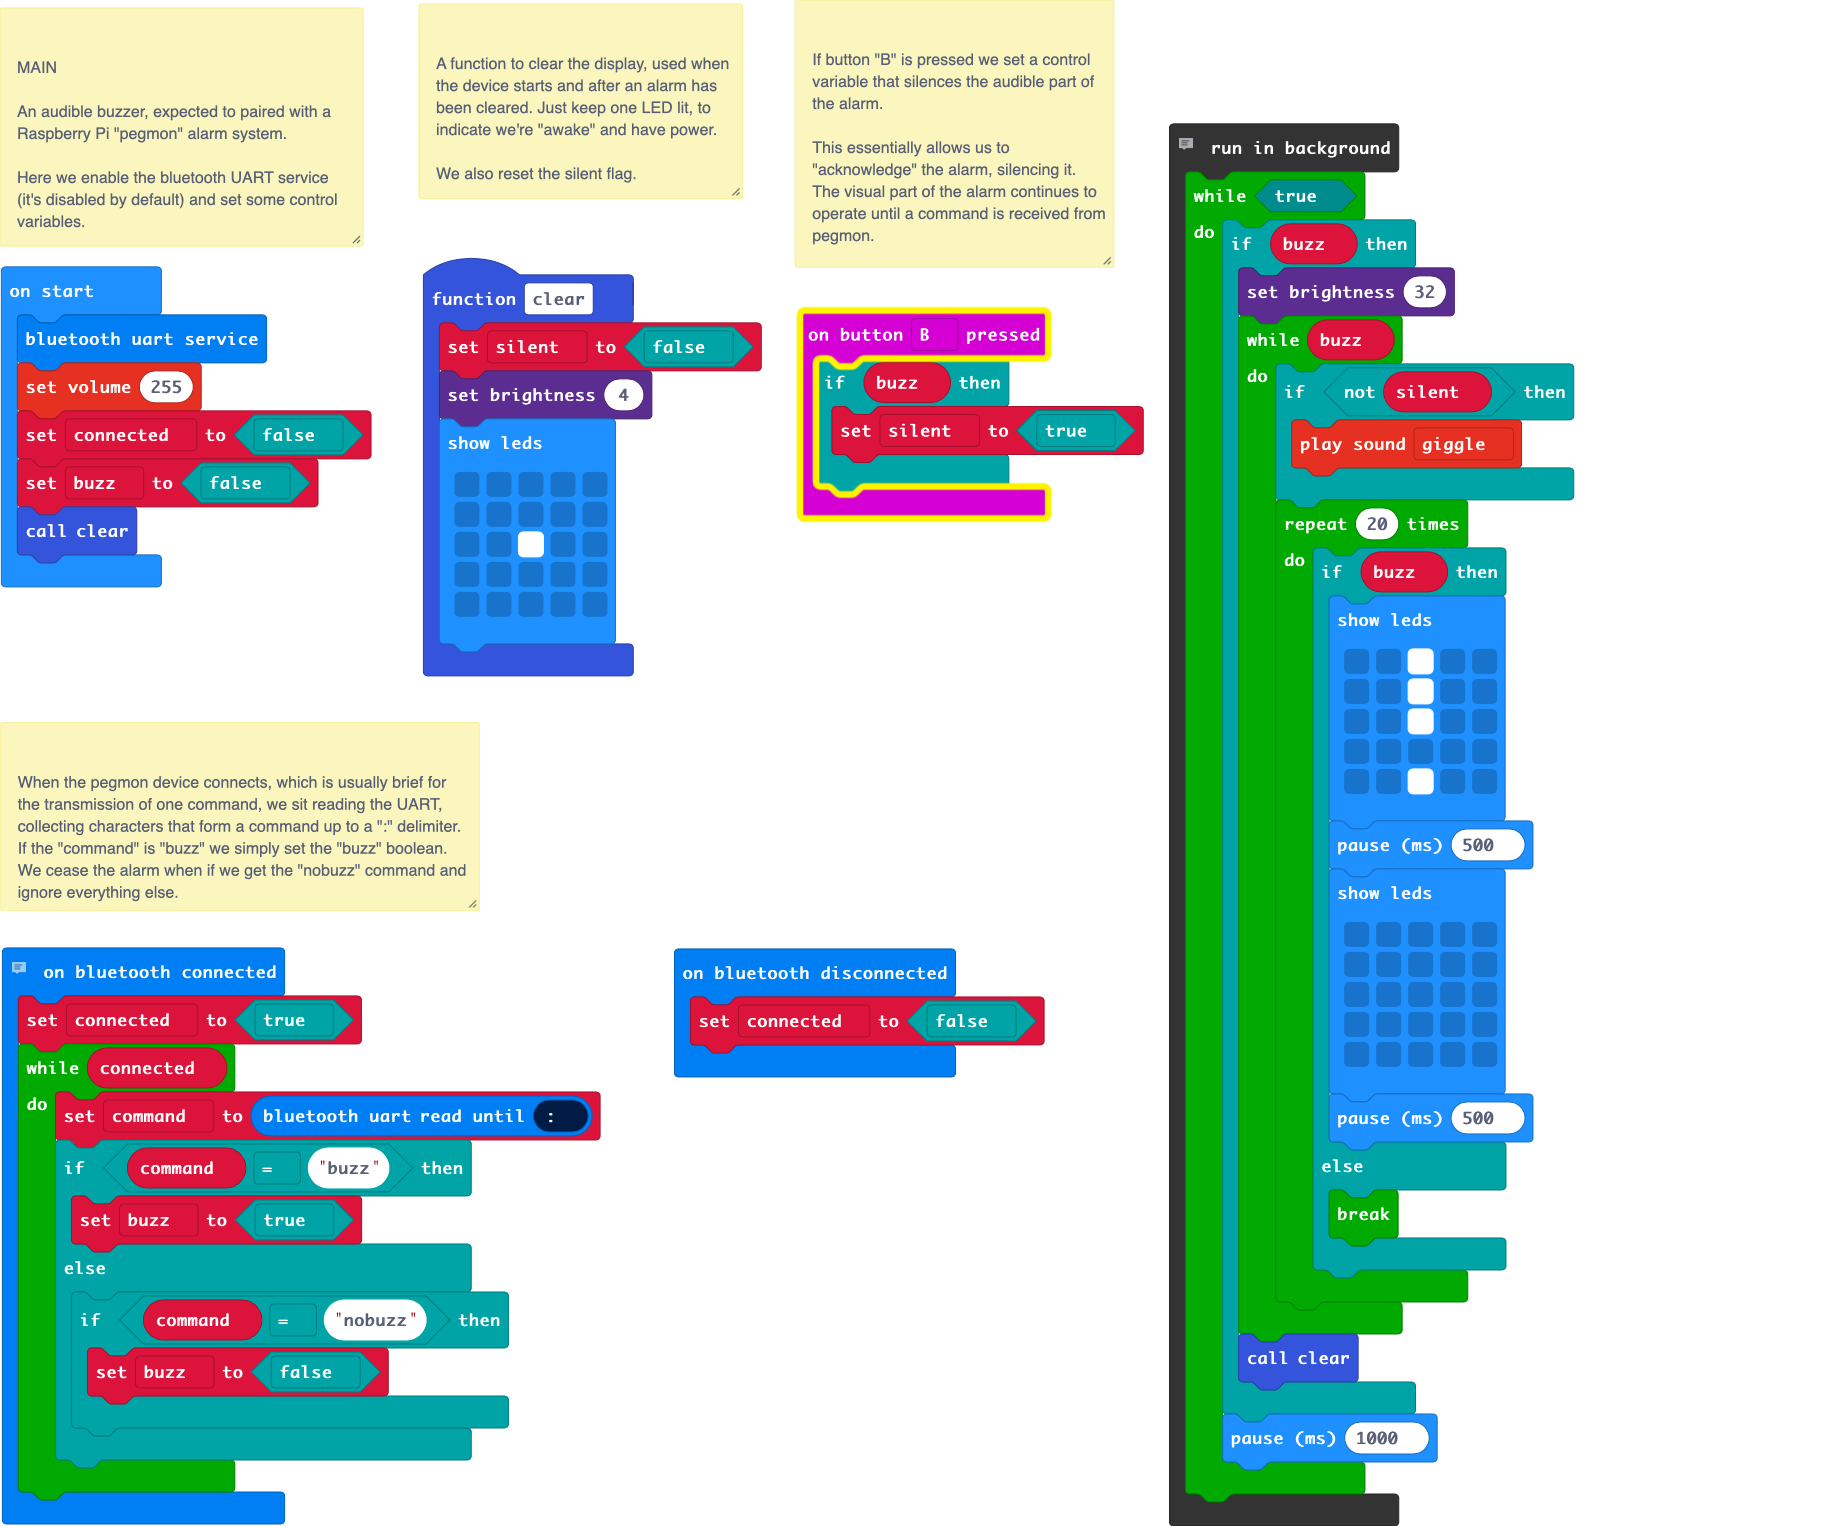 MAIN
An audible buzzer, expected to paired with a
Raspberry Pi "pegmon" alarm system.
Here we enable the bluetooth UART service
(it's disabled by default) and set some control
variables.
on start
bluetooth uart service
set volume 255
set connected to false
set buzz to false
call clear
A function to clear the display, used when
the device starts and after an alarm has
been cleared. Just keep one LED lit, to
indicate we're "awake" and have power.
We also reset the silent flag.
function clear
set silent to false
set brightness 4
show leds
If button "B" is pressed we set a control
variable that silences the audible part of
the alarm.
This essentially allows us to
"acknowledge" the alarm, silencing it.
The visual part of the alarm continues to
operate until a command is received from
pegmon.
on button B pressed
if buzz then
set silent to true
run in background
while true
do if buzz then
set brightness 32
while buzz
do if not silent then
play sound giggle
repeat 20 times
do if buzz then
show leds
pause (ms) 500
show leds
pause (ms) 500
else
break
call clear
pause (ms) 1000
When the pegmon device connects, which is usually brief for
the transmission of one command, we sit reading the UART,
collecting characters that form a command up to a ":" delimiter.
If the "command" is "buzz" we simply set the "buzz" boolean.
We cease the alarm when if we get the "nobuzz" command and
ignore everything else.
on bluetooth connected
set connected to true
while connected
do set command to bluetooth uart read until :
if command = "buzz" then
set buzz to true
else
if command = "nobuzz" then
set buzz to false
on bluetooth disconnected
set connected to false